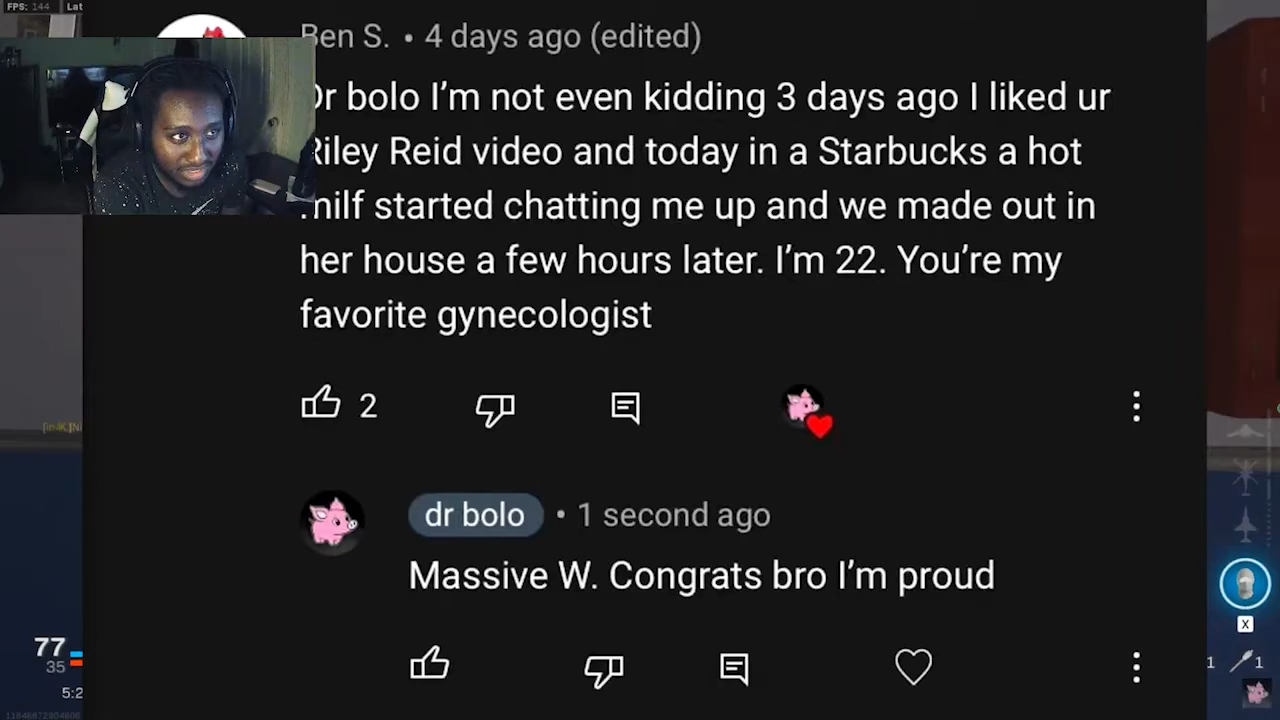 FPS: 144 Lat
Ben S. • 4 days ago (edited)
Dr bolo I'm not even kidding 3 days ago I liked ur
Riley Reid video and today in a Starbucks a hot
milf started chatting me up and we made out in
her house a few hours later. I'm 22. You're my
favorite gynecologist
2
dr bolo • 1 second ago
Massive W. Congrats bro I'm proud
77
35
5:2
X
1 1